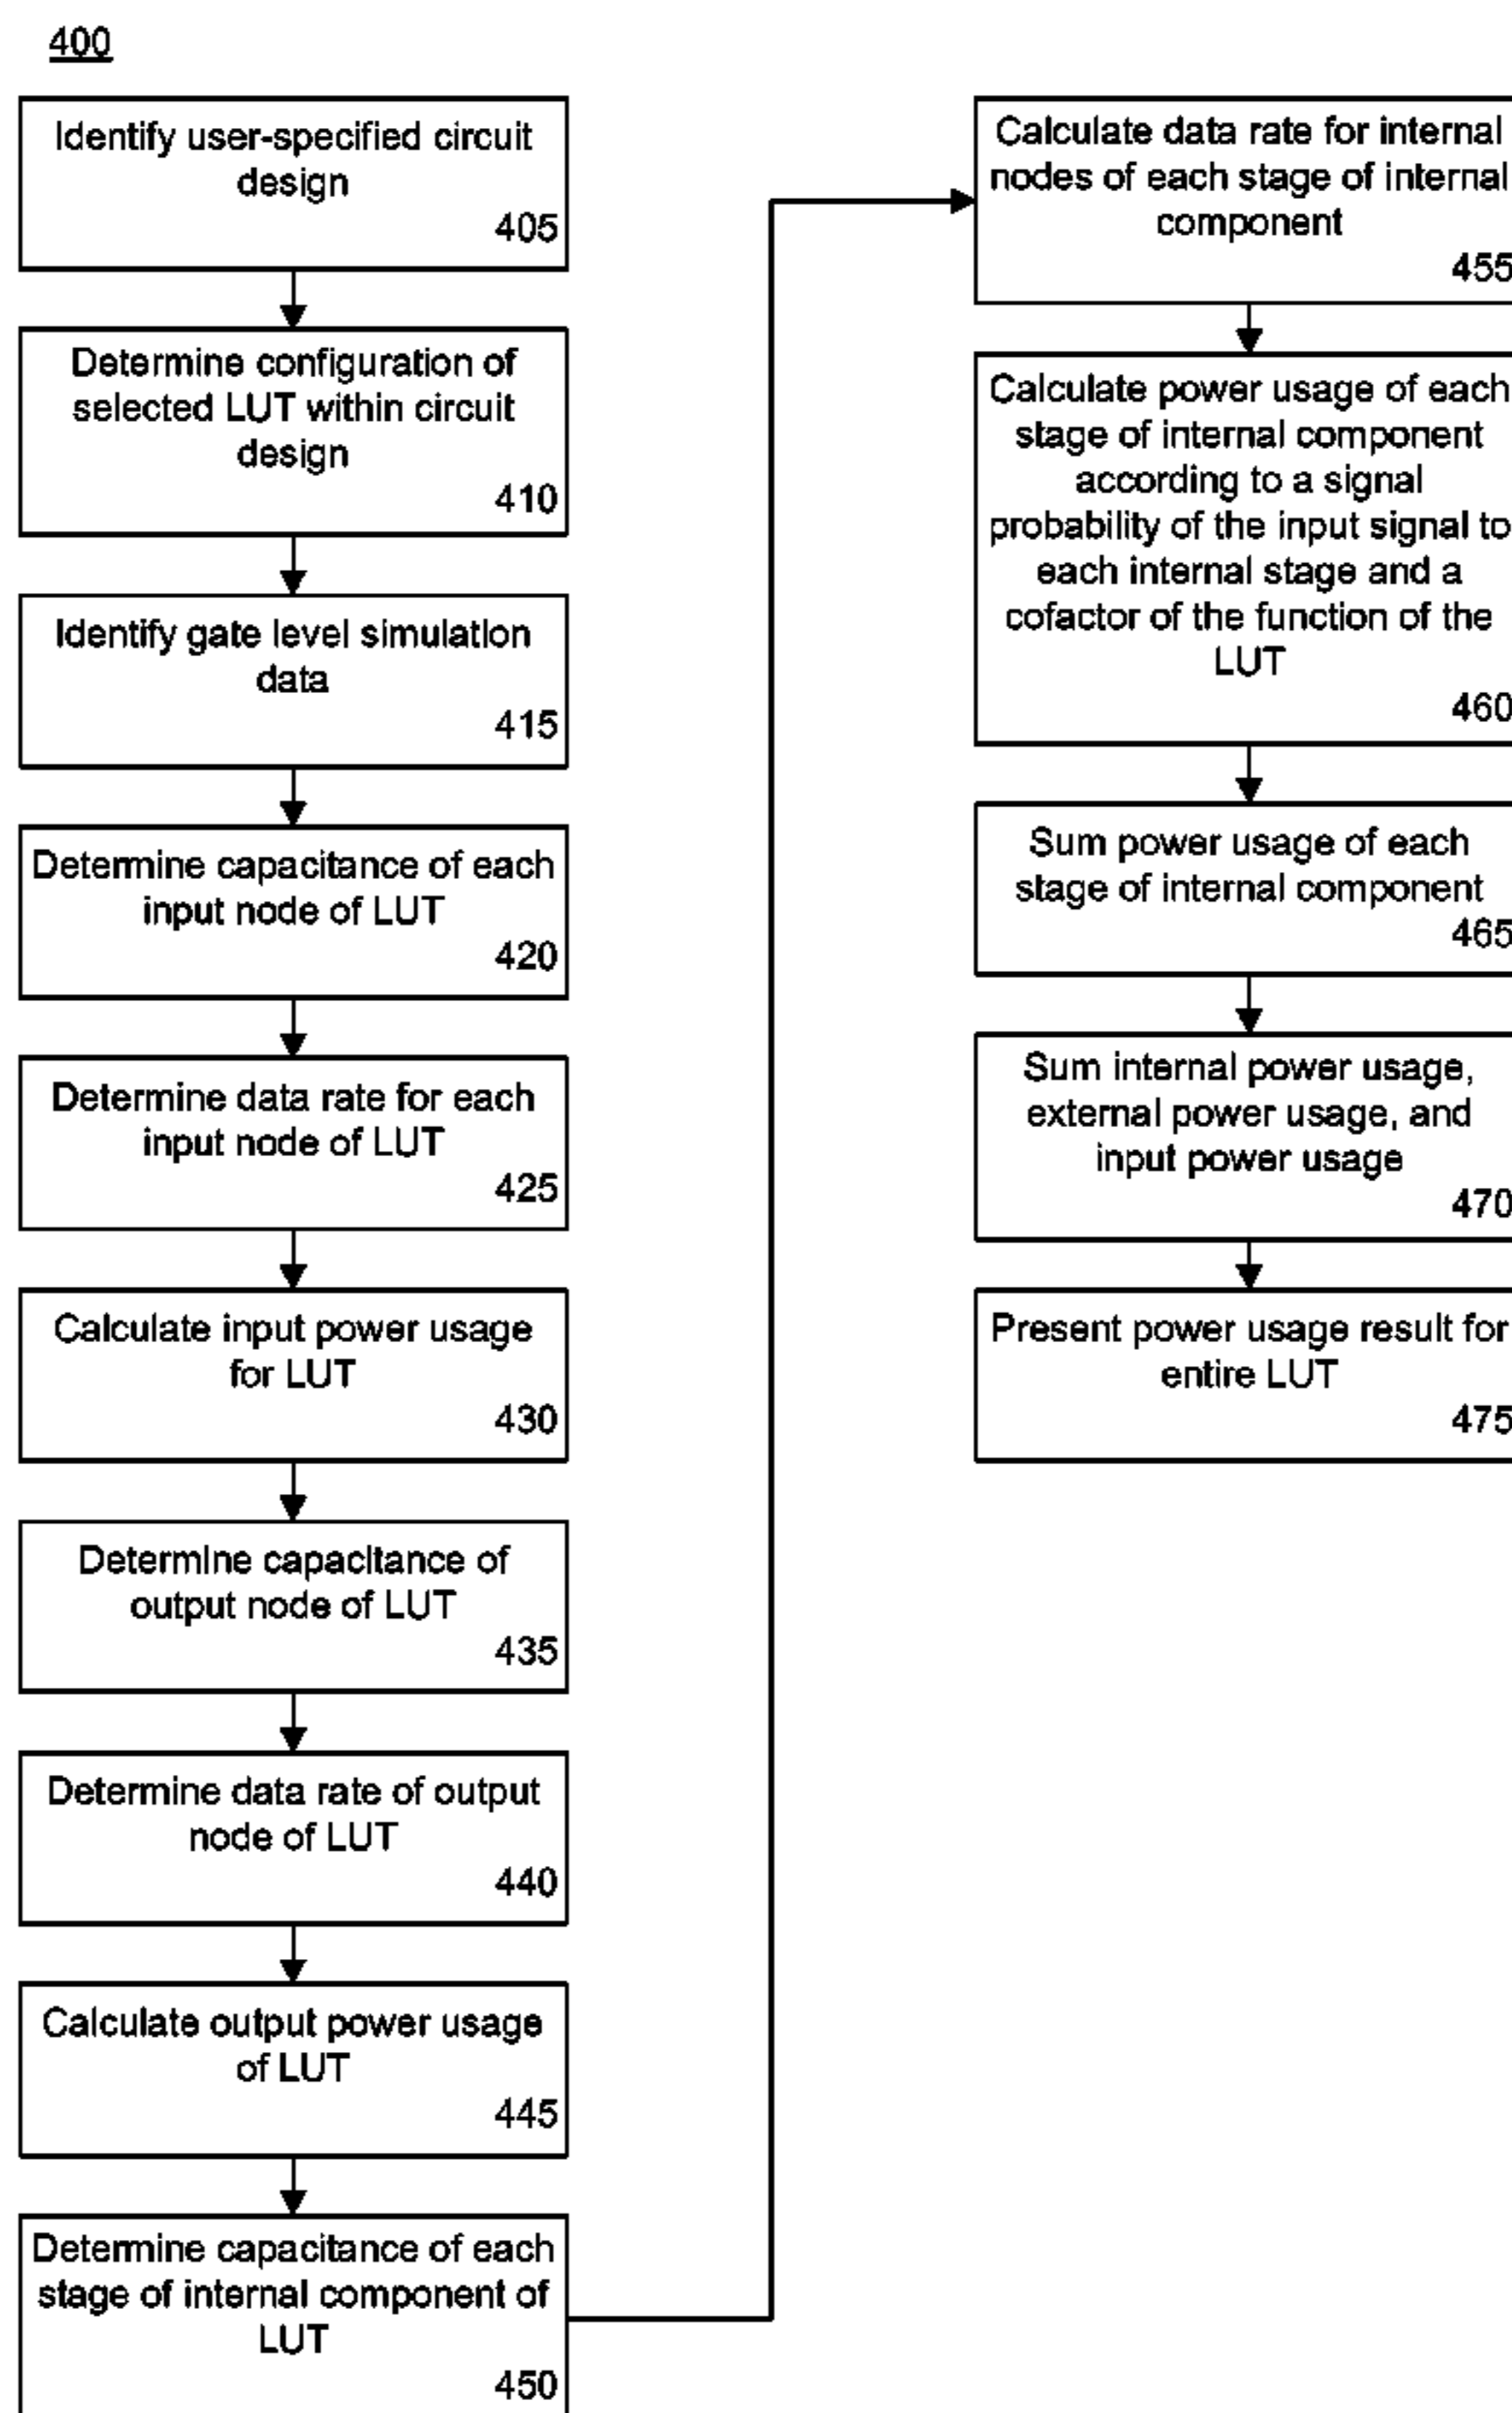 400
Identify user-specified circuit
design
405
Determine configuration of
selected LUT within circuit
design
410
Identify gate level simulation
data
415
Determine capacitance of each
input node of LUT
420
Determine data rate for each
input node of LUT
425
Calculate input power usage
for LUT
430
Determine capacitance of
output node of LUT
435
Determine data rate of output
node of LUT
440
Calculate output power usage
of LUT
445
Determine capacitance of each
stage of internal component of
LUT
450
Calculate data rate for internal
nodes of each stage of internal
component
455
Calculate power usage of each
stage of internal component
according to a signal
probability of the input signal to
each internal stage and a
cofactor of the function of the
LUT
460
Sum power usage of each
stage of internal component
465
Sum internal power usage,
external power usage, and
input power usage
470
Present power usage result for
entire LUT
475